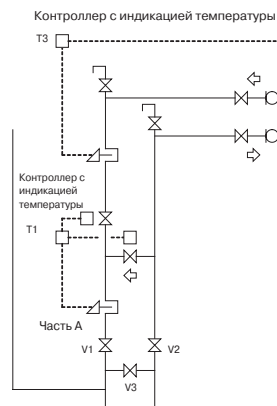 Контроллер с индикацией температуры
T3
Контроллер с
индикацией
температуры
T1
Часть А
V1
V2
V3